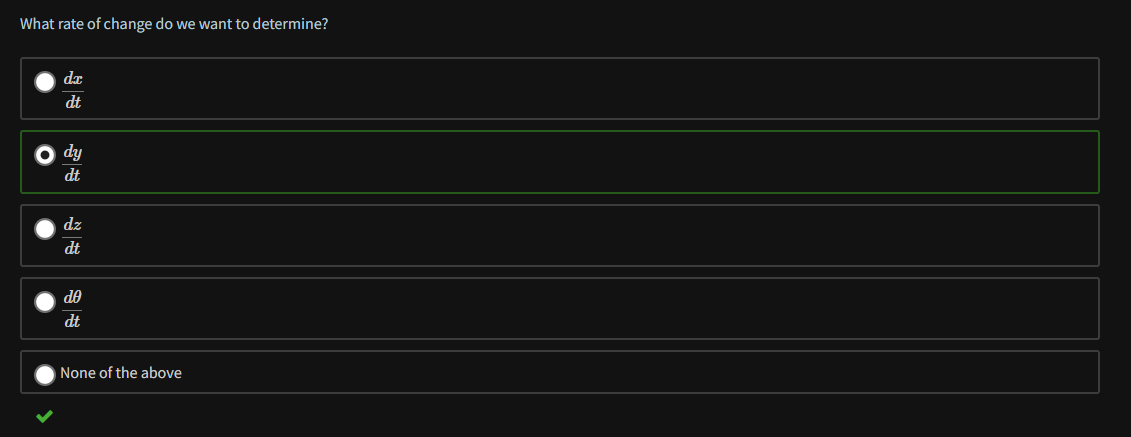 What rate of change do we want to determine?
dx
dt
dy
dt
dz
dt
dθ
dt
None of the above